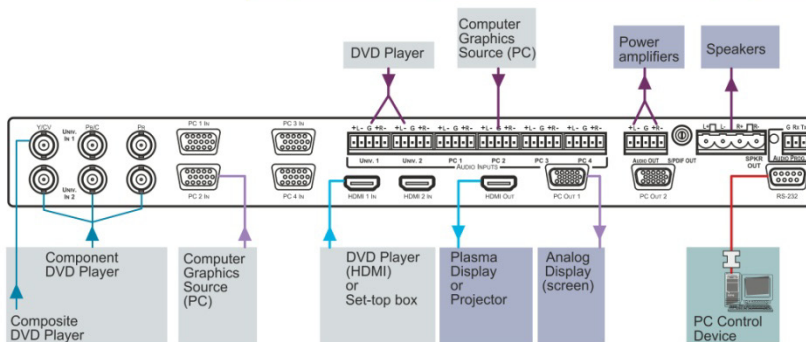 DVD Player
Computer
Graphics
Source (PC)
Power
amplifiers
Speakers
Y/CV
UNIV.
IN 1
PB/C
PR
PC 1 IN
PC 3 IN
+L- G +R-
+L- G +R-
+L- G +R-
+L- G +R-
+L- G +R-
+L- G +R-
+L- G +R-
L+ L- R+ R-
G RX TX
UNIV. 1
UNIV. 2
PC 1
PC 2
PC 3
PC 4
AUDIO INPUTS
AUDIO OUT
S/PDIF OUT
SPKR
OUT
AUDIO PROG.
UNIV.
IN 2
PC 2 IN
PC 4 IN
HDMI 1 IN
HDMI 2 IN
HDMI OUT
PC OUT 1
PC OUT 2
RS-232
Component
DVD Player
Composite
DVD Player
Computer
Graphics
Source
(PC)
DVD Player
(HDMI)
or
Set-top box
Plasma
Display
or
Projector
Analog
Display
(screen)
PC Control
Device